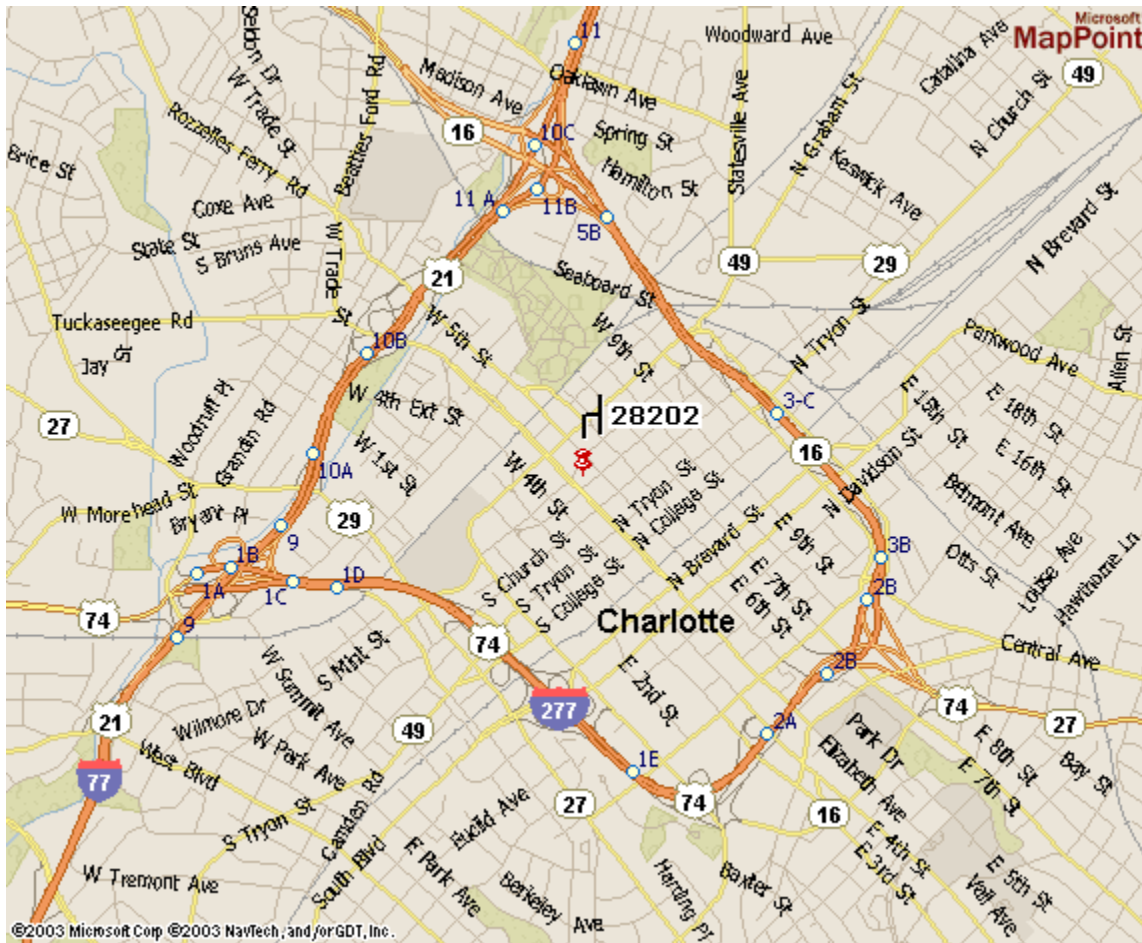 Microsoft
MapPoint
11
Woodward Ave
Catalina Ave
49
Seldon Dr
W Trade St
Beatties Ford Rd
Madison Ave
Oaklawn Ave
Statesville Ave
N Graham St
N Church St
Rozzelles Ferry Rd
16
10C
Spring St
Keswick Ave
Brice St
Hamilton St
Coxe Ave
11 A
11B
5B
N Brevard St
State St
S Bruns Ave
W Trade St
21
Seaboard St
49
29
Tuckaseegee Rd
W 5th St
W 9th St
N Tryon St
Parkwood Ave
Allen St
Jay St
10B
W 4th Ext St
28202
3-C
E 15th St
E 18th St
27
Woodruff Pl
Grandin Rd
W 1st St
16
E 16th St
10A
W 4th St
N Tryon St
N College St
N Davidson St
Belmont Ave
W Morehead St
Bryant Pl
29
9
N Brevard St
E 9th St
Louise Ave
Hawthorne Ln
1B
1A
1C
1D
S Church St
S Tryon St
S College St
E 7th St
E 6th St
3B
Otts St
2B
74
9
Charlotte
74
S Mint St
E 2nd St
2B
Central Ave
W Summit Ave
21
Wilmore Dr
W Park Ave
49
277
2A
Park Dr
74
27
West Blvd
77
1E
Elizabeth Ave
E 8th St
Bay St
E 7th St
S Tryon St
Camden Rd
South Blvd
Euclid Ave
27
74
16
E 4th St
E 3rd St
W Tremont Ave
E Park Ave
Berkeley Ave
Harding Pl
Baxter St
E 5th St
Vail Ave
©2003 Microsoft Corp ©2003 NavTech, and/or GDT, Inc.